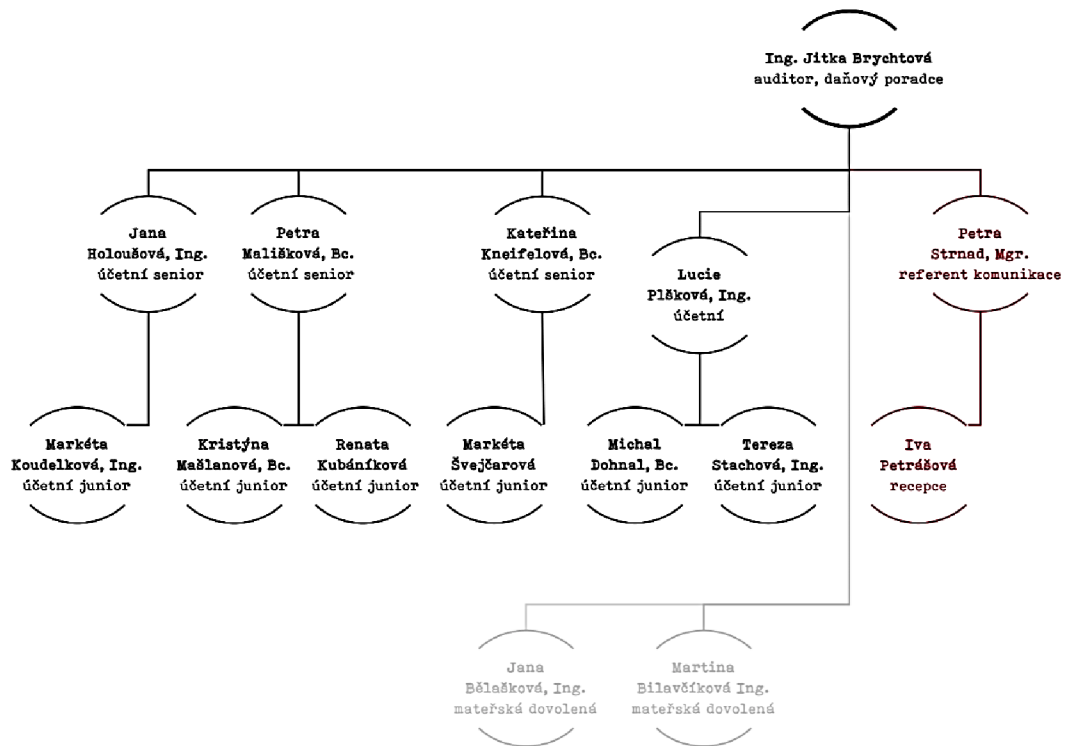 Ing. Jitka Brychtová
auditor, daňový poradce
Jana
Holoušová, Ing.
účetní senior
Petra
Mališková, Bc.
účetní senior
Kateřina
Kneifelová, Bc.
účetní senior
Lucie
Plšková, Ing.
účetní
Petra
Strnad, Mgr.
referent komunikace
Markéta
Koudelková, Ing.
účetní junior
Kristýna
Mašlanová, Bc.
účetní junior
Renata
Kubáníková
účetní junior
Markéta
Švejčarová
účetní junior
Michal
Dohnal, Bc.
účetní junior
Tereza
Stachová, Ing.
účetní junior
Iva
Petrášová
recepce
Jana
Bělašková, Ing.
mateřská dovolená
Martina
Bilavčíková Ing.
mateřská dovolená